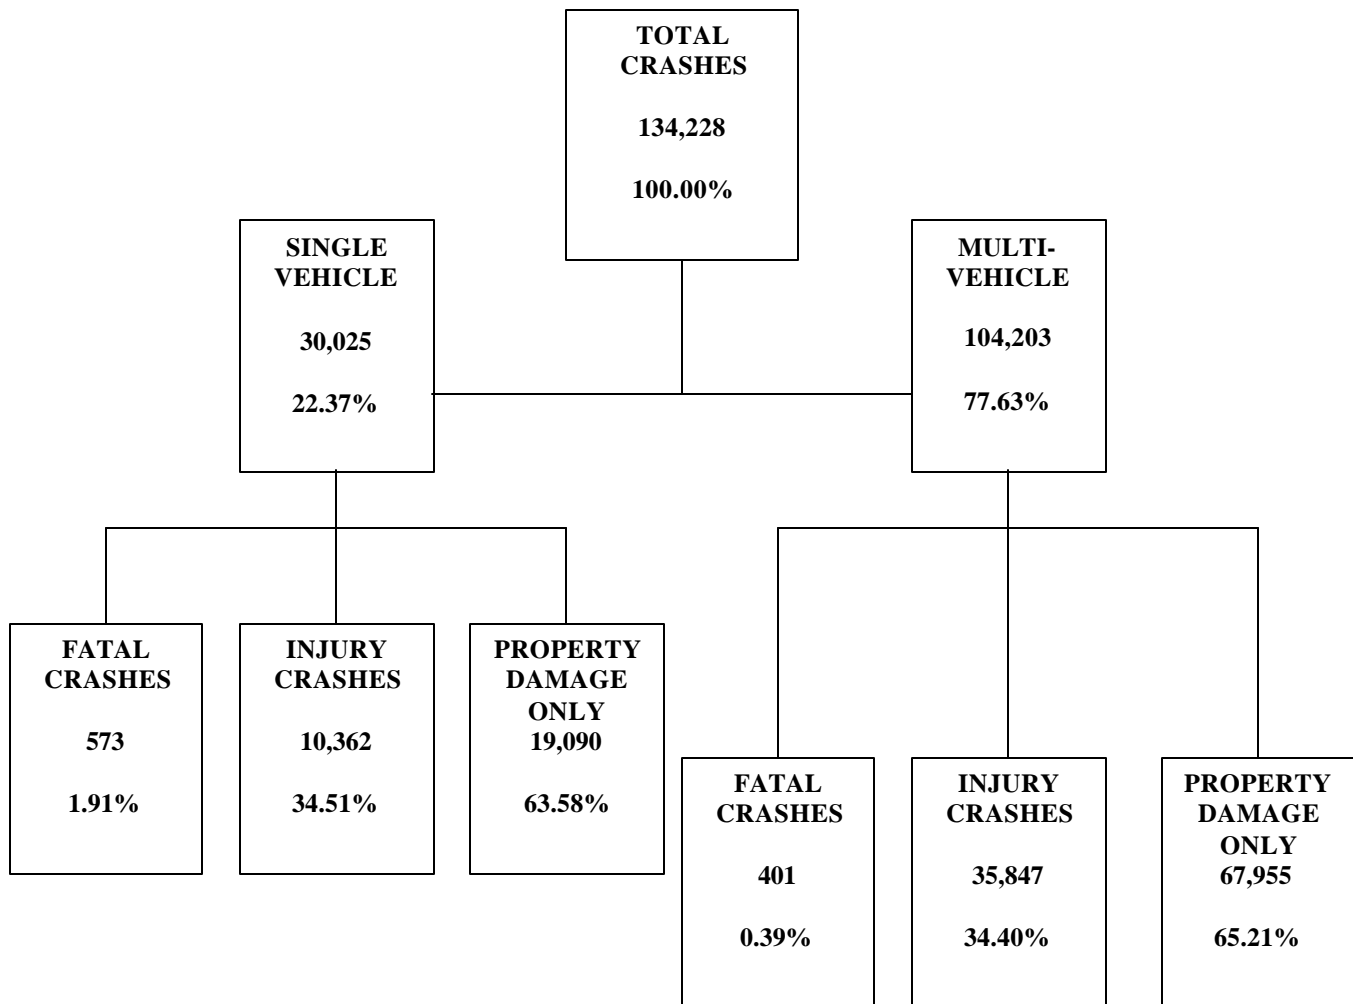 TOTAL
CRASHES
134,228
100.00%
SINGLE
VEHICLE
30,025
22.37%
MULTI-
VEHICLE
104,203
77.63%
FATAL
CRASHES
573
1.91%
INJURY
CRASHES
10,362
34.51%
PROPERTY
DAMAGE
ONLY
19,090
63.58%
FATAL
CRASHES
401
0.39%
INJURY
CRASHES
35,847
34.40%
PROPERTY
DAMAGE
ONLY
67,955
65.21%